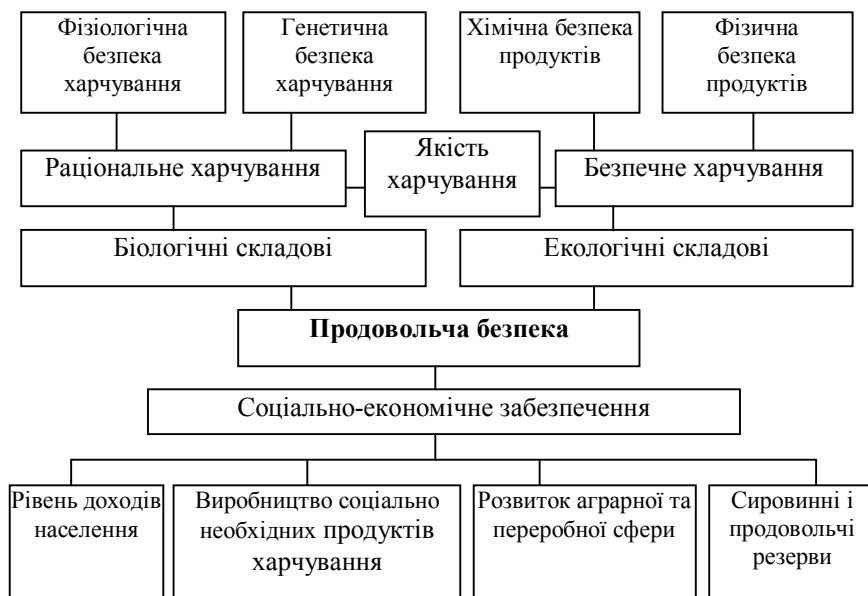 Фізіологічна
безпека
харчування
Генетична
безпека
харчування
Хімічна безпека
продуктів
Фізична
безпека
продуктів
Раціональне харчування
Якість
харчування
Безпечне харчування
Біологічні складові
Екологічні складові
Продовольча безпека
Соціально-економічне забезпечення
Рівень доходів
населення
Виробництво соціально
необхідних продуктів
харчування
Розвиток аграрної та
переробної сфери
Сировинні і
продовольчі
резерви